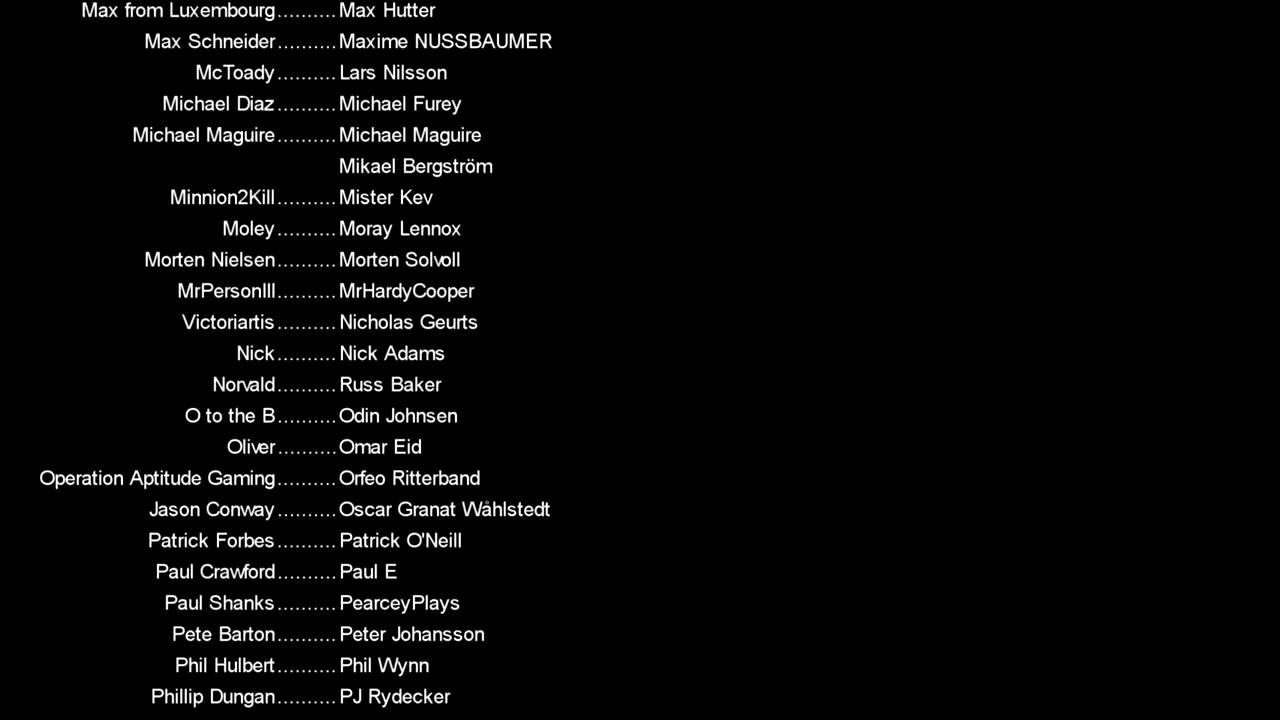 Max from Luxembourg..........Max Hutter
Max Schneider..........Maxime NUSSBAUMER
McToady..........Lars Nilsson
Michael Diaz..........Michael Furey
Michael Maguire..........Michael Maguire
Mikael Bergström
Minnion2Kill..........Mister Kev
Moley..........Moray Lennox
Morten Nielsen..........Morten Solvoll
MrPersonIII..........MrHardyCooper
Victoriartis..........Nicholas Geurts
Nick..........Nick Adams
Norvald..........Russ Baker
O to the B..........Odin Johnsen
Oliver..........Omar Eid
Operation Aptitude Gaming..........Orfeo Ritterband
Jason Conway..........Oscar Granat Wåhlstedt
Patrick Forbes..........Patrick O'Neill
Paul Crawford..........Paul E
Paul Shanks..........PearceyPlays
Pete Barton..........Peter Johansson
Phil Hulbert..........Phil Wynn
Phillip Dungan..........PJ Rydecker